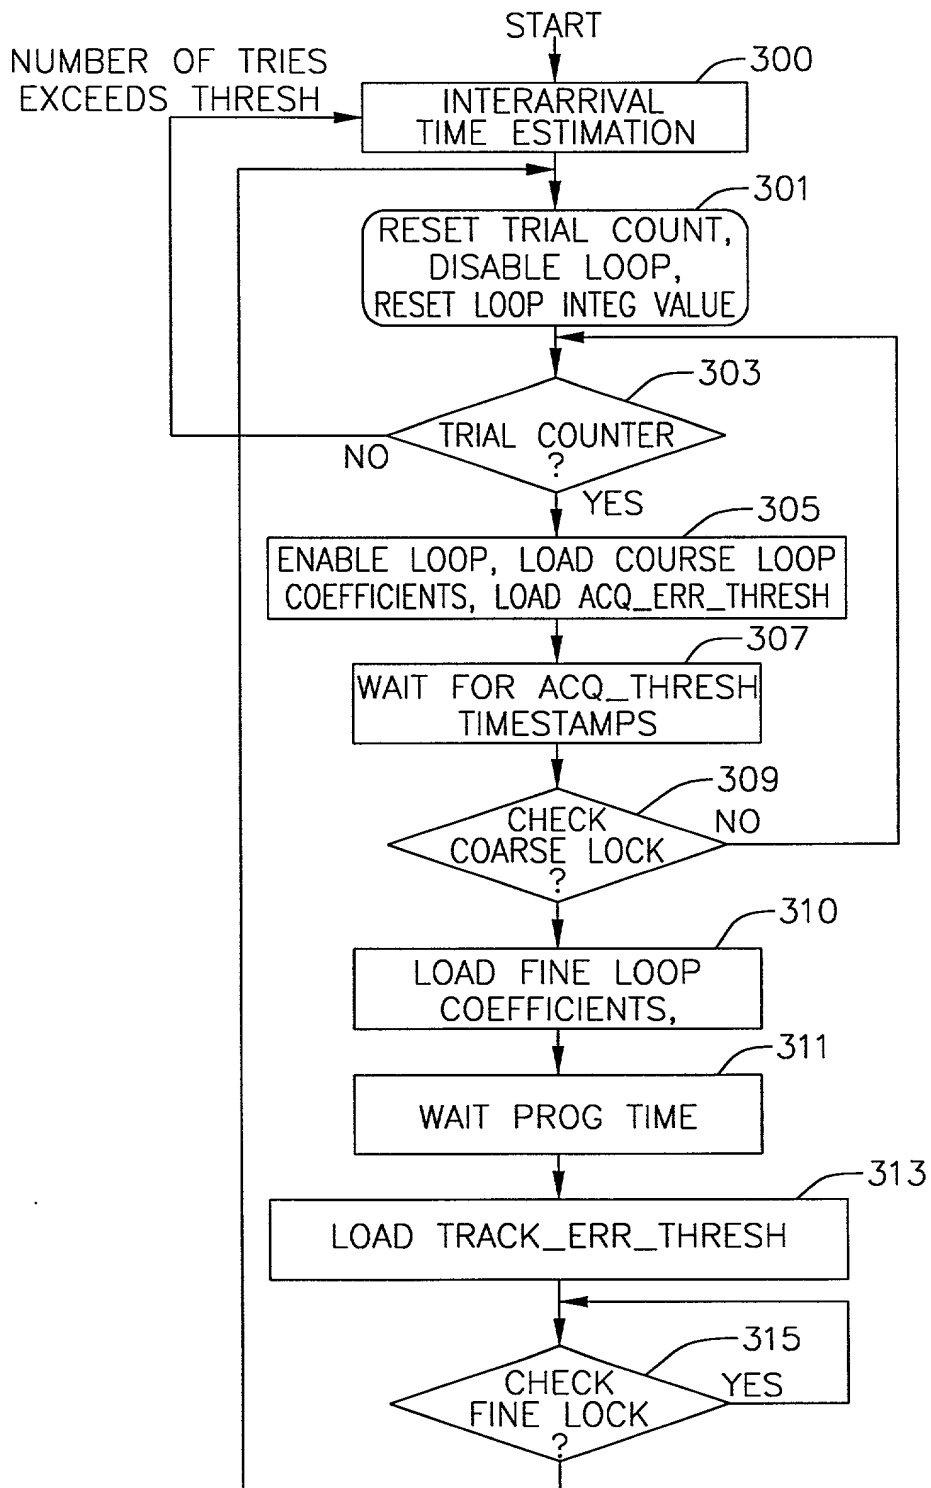 START
NUMBER OF TRIES
EXCEEDS THRESH
300
INTERARRIVAL
TIME ESTIMATION
301
RESET TRIAL COUNT,
DISABLE LOOP,
RESET LOOP INTEG VALUE
303
TRIAL COUNTER
?
NO
YES
305
ENABLE LOOP, LOAD COURSE LOOP
COEFFICIENTS, LOAD ACQ_ERR_THRESH
307
WAIT FOR ACQ_THRESH
TIMESTAMPS
309
CHECK
COARSE LOCK
?
NO
310
LOAD FINE LOOP
COEFFICIENTS,
311
WAIT PROG TIME
313
LOAD TRACK_ERR_THRESH
315
CHECK
FINE LOCK
?
YES